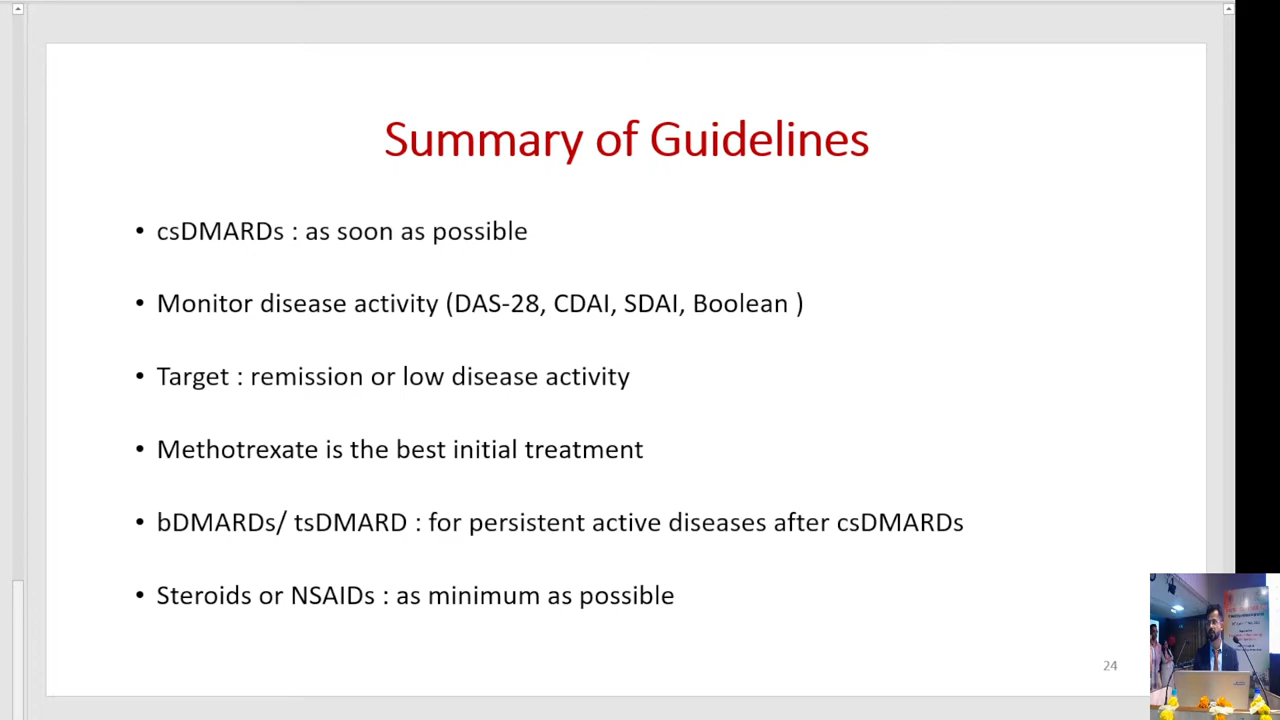 Summary of Guidelines
• csDMARDs : as soon as possible
• Monitor disease activity (DAS-28, CDAI, SDAI, Boolean )
• Target : remission or low disease activity
• Methotrexate is the best initial treatment
• bDMARDs/ tsDMARD : for persistent active diseases after csDMARDs
• Steroids or NSAIDs : as minimum as possible
24